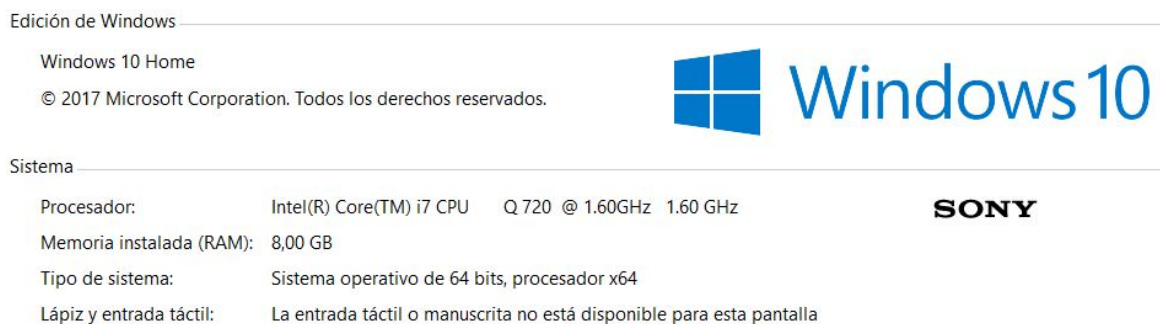 Edición de Windows
Windows 10 Home
© 2017 Microsoft Corporation. Todos los derechos reservados.
Windows 10
Sistema
Procesador: Intel(R) Core(TM) i7 CPU Q 720 @ 1.60GHz 1.60 GHz
SONY
Memoria instalada (RAM): 8,00 GB
Tipo de sistema: Sistema operativo de 64 bits, procesador x64
Lápiz y entrada táctil: La entrada táctil o manuscrita no está disponible para esta pantalla